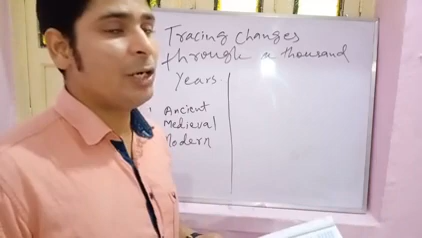 Tracing Changes
through a thousand
Years.
Ancient
Medieval
Modern